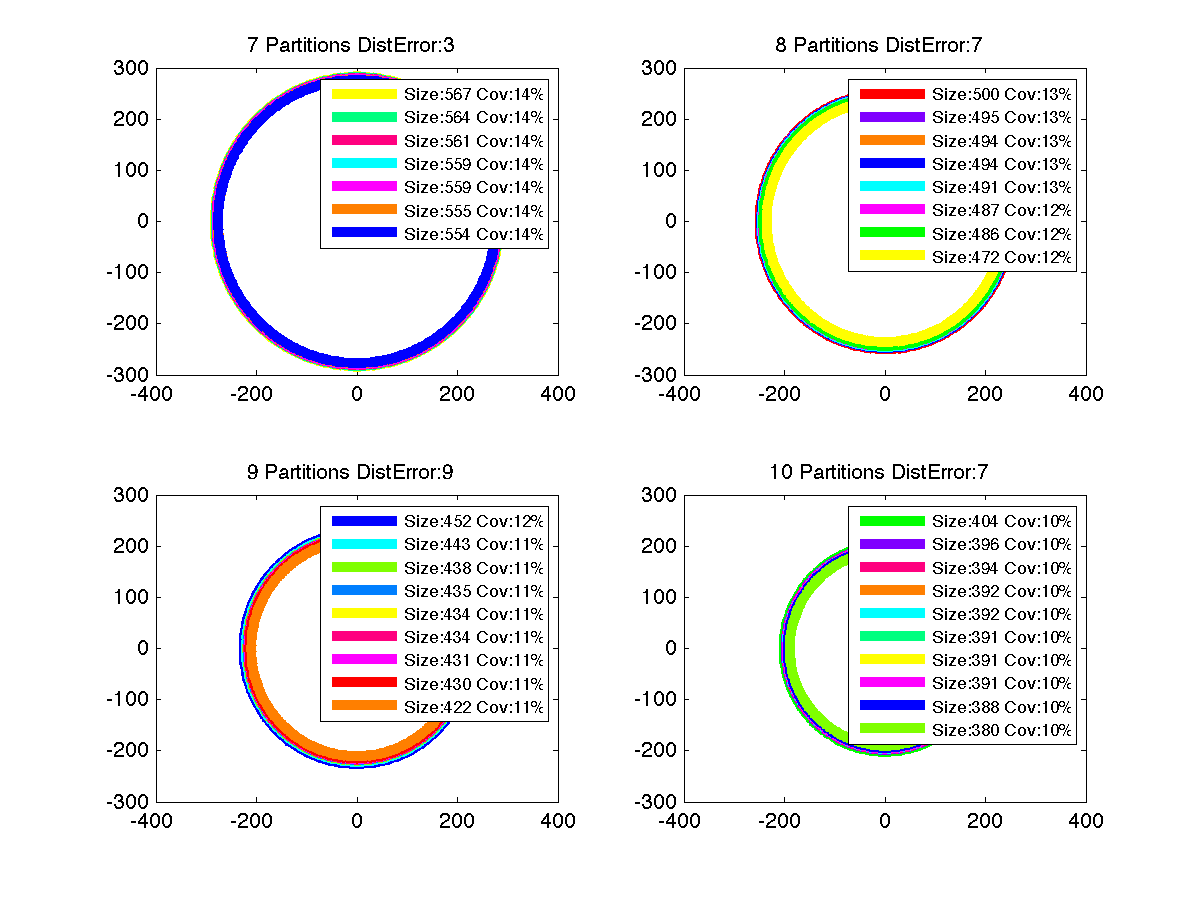 7 Partitions DistError:3
300
200
100
0
-100
-200
-300
-400
-200
0
200
400
Size:567 Cov:14%
Size:564 Cov:14%
Size:561 Cov:14%
Size:559 Cov:14%
Size:559 Cov:14%
Size:555 Cov:14%
Size:554 Cov:14%
8 Partitions DistError:7
300
200
100
0
-100
-200
-300
-400
-200
0
200
400
Size:500 Cov:13%
Size:495 Cov:13%
Size:494 Cov:13%
Size:494 Cov:13%
Size:491 Cov:13%
Size:487 Cov:12%
Size:486 Cov:12%
Size:472 Cov:12%
9 Partitions DistError:9
300
200
100
0
-100
-200
-300
-400
-200
0
200
400
Size:452 Cov:12%
Size:443 Cov:11%
Size:438 Cov:11%
Size:435 Cov:11%
Size:434 Cov:11%
Size:434 Cov:11%
Size:431 Cov:11%
Size:430 Cov:11%
Size:422 Cov:11%
10 Partitions DistError:7
300
200
100
0
-100
-200
-300
-400
-200
0
200
400
Size:404 Cov:10%
Size:396 Cov:10%
Size:394 Cov:10%
Size:392 Cov:10%
Size:392 Cov:10%
Size:391 Cov:10%
Size:391 Cov:10%
Size:391 Cov:10%
Size:388 Cov:10%
Size:380 Cov:10%